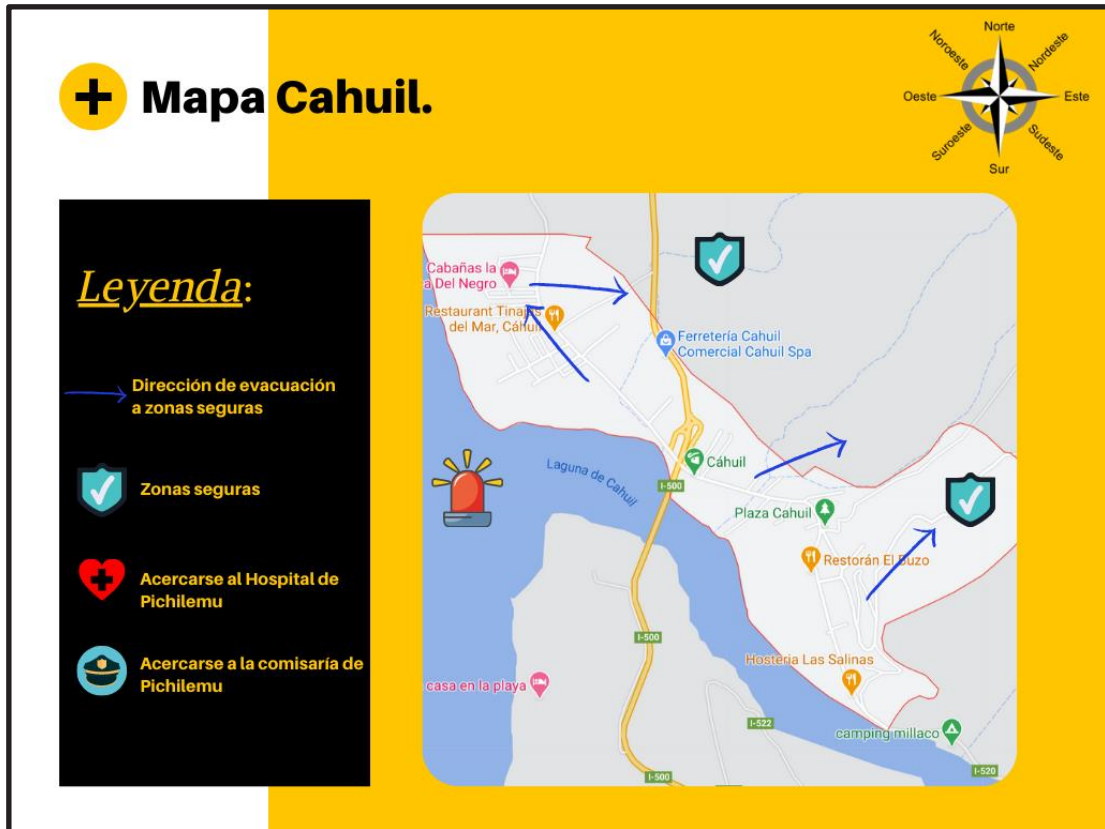 Mapa Cahuil.
Norte
Nordeste
Este
Sudeste
Sur
Suroeste
Oeste
Noroeste
Leyenda:
Dirección de evacuación
a zonas seguras
Zonas seguras
Acercarse al Hospital de
Pichilemu
Acercarse a la comisaría de
Pichilemu
Cabañas la
a Del Negro
Restaurant Tinajas
del Mar, Cáhuil
Ferretería Cahuil
Comercial Cahuil Spa
Laguna de Cahuil
Cáhuil
I-500
Plaza Cahuil
Restorán El Buzo
I-500
Hosteria Las Salinas
casa en la playa
I-522
camping millaco
I-520
I-500